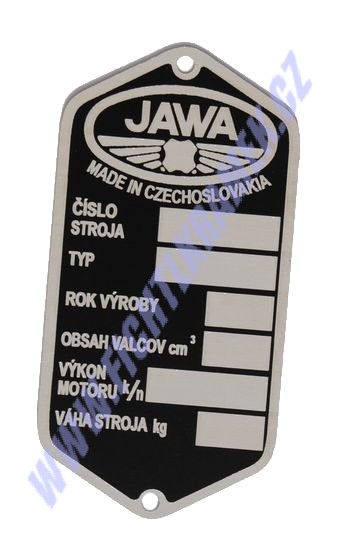 JAWA
MADE IN CZECHOSLOVAKIA
ČÍSLO
STROJA
TYP
ROK VÝROBY
OBSAH VALCOV cm³
VÝKON
MOTORU k/n
VÁHA STROJA kg